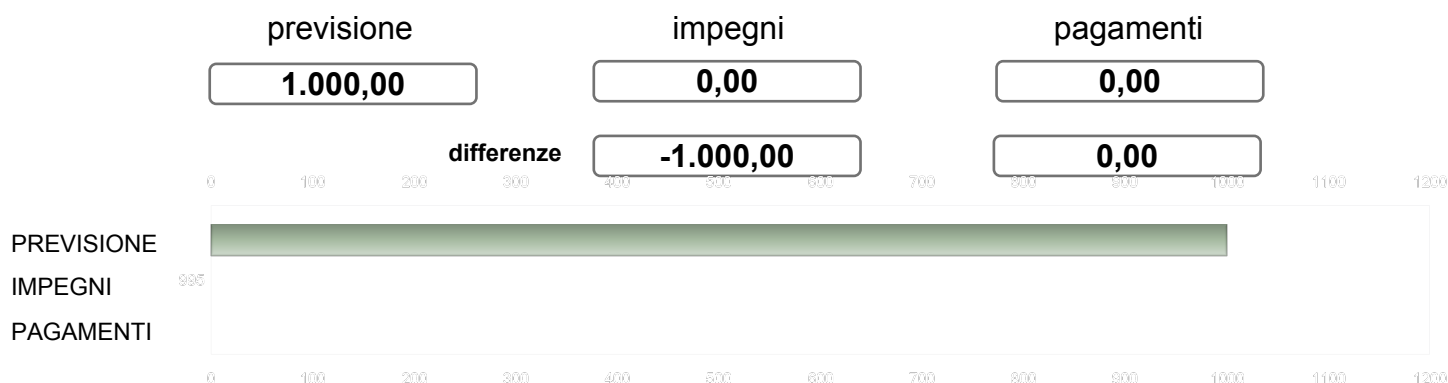 previsione impegni pagamenti
1.000,00 0,00 0,00
differenze -1.000,00 0,00
0 100 200 300 400 500 600 700 800 900 1000 1100 1200
PREVISIONE
995
IMPEGNI
PAGAMENTI
0 100 200 300 400 500 600 700 800 900 1000 1100 1200